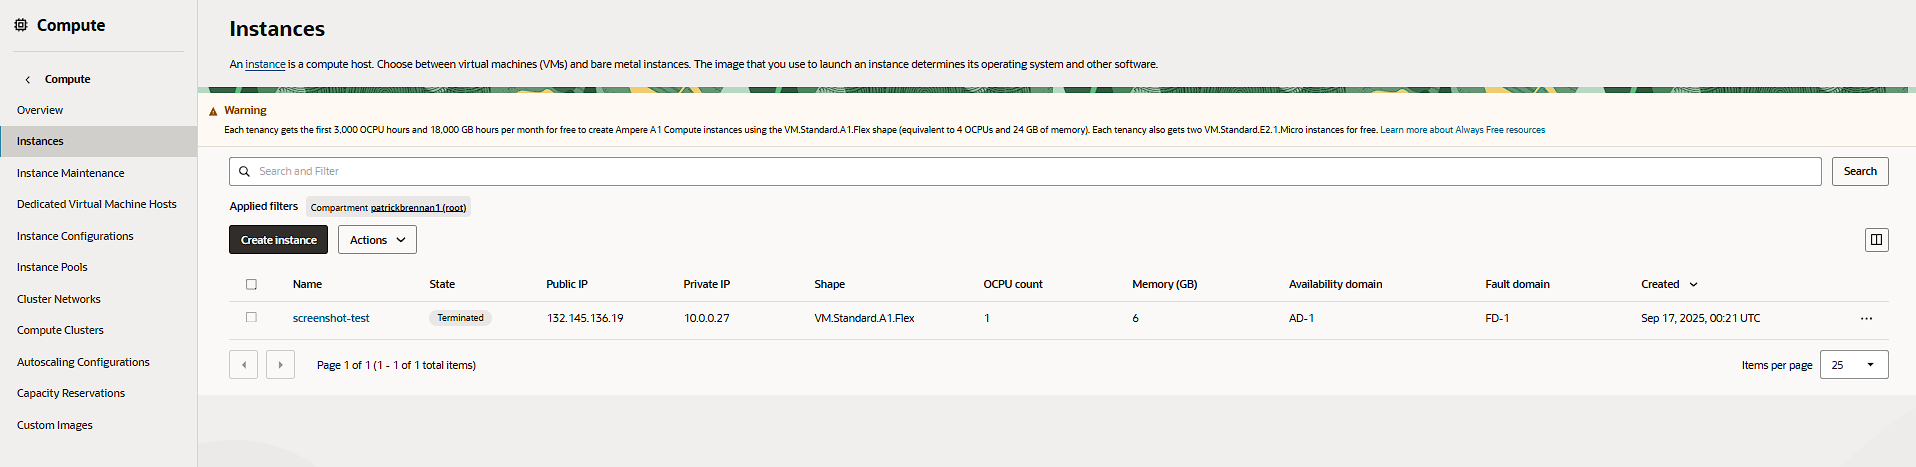 Compute
Compute
Overview
Instances
Instance Maintenance
Dedicated Virtual Machine Hosts
Instance Configurations
Instance Pools
Cluster Networks
Compute Clusters
Autoscaling Configurations
Capacity Reservations
Custom Images
Instances
An instance is a compute host. Choose between virtual machines (VMs) and bare metal instances. The image that you use to launch an instance determines its operating system and other software.
Warning
Each tenancy gets the first 3,000 OCPU hours and 18,000 GB hours per month for free to create Ampere A1 Compute instances using the VM.Standard.A1.Flex shape (equivalent to 4 OCPUs and 24 GB of memory). Each tenancy also gets two VM.Standard.E2.1.Micro instances for free. Learn more about Always Free resources
Search and Filter Search
Applied filters Compartment patrickbrennan1 (root)
Create instance Actions
Name State Public IP Private IP Shape OCPU count Memory (GB) Availability domain Fault domain Created
screenshot-test Terminated 132.145.136.19 10.0.0.27 VM.Standard.A1.Flex 1 6 AD-1 FD-1 Sep 17, 2025, 00:21 UTC
Page 1 of 1 (1 - 1 of 1 total items) Items per page 25